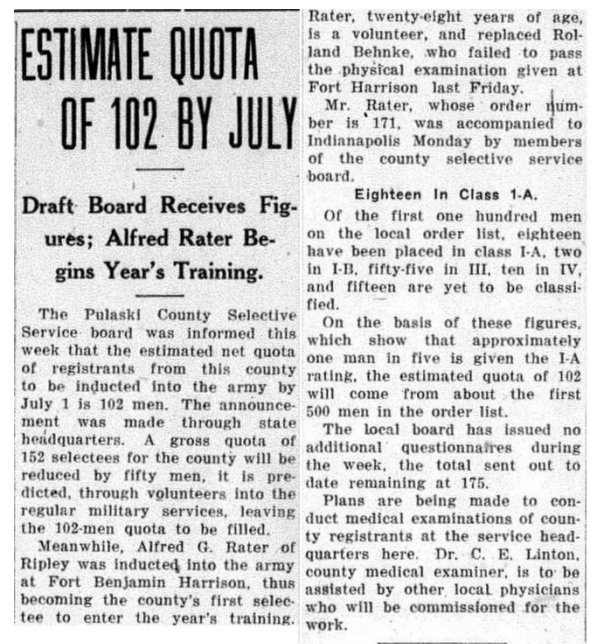 ESTIMATE QUOTA
OF 102 BY JULY
Draft Board Receives Fig-
ures; Alfred Rater Be-
gins Year's Training.
The Pulaski County Selective
Service board was informed this
week that the estimated net quota
of registrants from this county
to be inducted into the army by
July 1 is 102 men. The announce-
ment was made through state
headquarters. A gross quota of
152 selectees for the county will be
reduced by fifty men, it is pre-
dicted, through volunteers into the
regular military services, leaving
the 102-men quota to be filled.
Meanwhile, Alfred G. Rater of
Ripley was inducted into the army
at Fort Benjamin Harrison, thus
becoming the county's first selec-
tee to enter the year's training.
Rater, twenty-eight years of age,
is a volunteer, and replaced Rol-
land Behnke, who failed to pass
the physical examination given at
Fort Harrison last Friday.
Mr. Rater, whose order num-
ber is 171, was accompanied to
Indianapolis Monday by members
of the county selective service
board.
Eighteen In Class 1-A.
Of the first one hundred men
on the local order list, eighteen
have been placed in class I-A, two
in I-B, fifty-five in III, ten in IV,
and fifteen are yet to be classi-
fied.
On the basis of these figures,
which show that approximately
one man in five is given the I-A
rating, the estimated quota of 102
will come from about the first
500 men in the order list.
The local board has issued no
additional questionnaires during
the week, the total sent out to
date remaining at 175.
Plans are being made to con-
duct medical examinations of coun-
ty registrants at the service head-
quarters here. Dr. C. E. Linton,
county medical examiner, is to be
assisted by other local physicians
who will be commissioned for the
work.